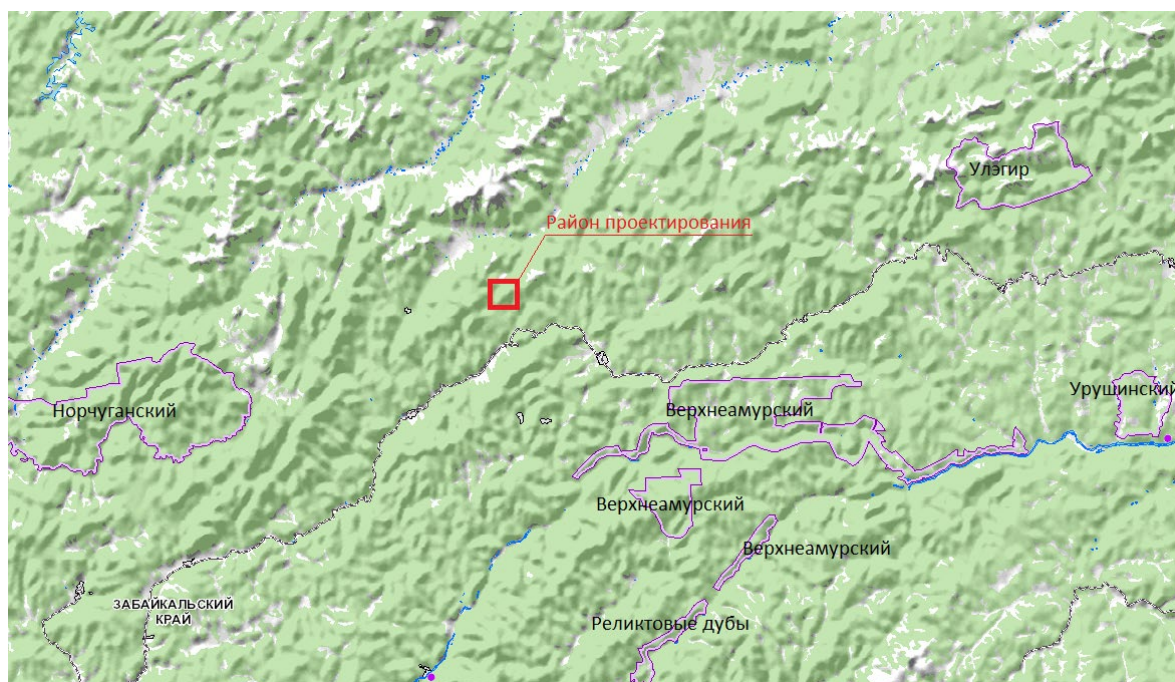 Улэгир
Район проектирования
Норчуганский
Верхнеамурский
Урушинский
Верхнеамурский
Верхнеамурский
ЗАБАЙКАЛЬСКИЙ
КРАЙ
Реликтовые дубы